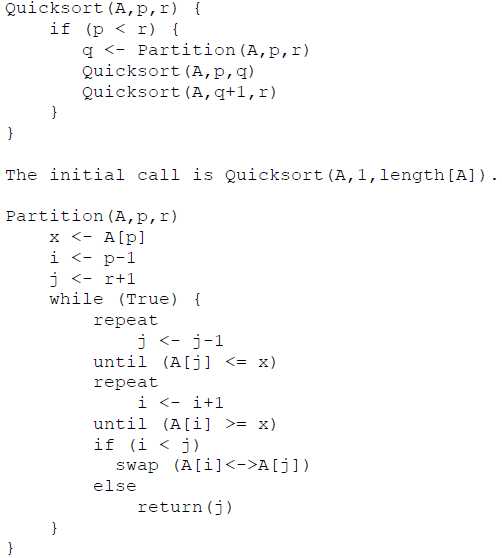 Quicksort(A,p,r) {
    if (p < r) {
       q <- Partition(A,p,r)
       Quicksort(A,p,q)
       Quicksort(A,q+1,r)
    }
}

The initial call is Quicksort(A,1,length[A]).

Partition(A,p,r)
    x <- A[p]
    i <- p-1
    j <- r+1
    while (True) {
        repeat
            j <- j-1
        until (A[j] <= x)
        repeat
            i <- i+1
        until (A[i] >= x)
        if (i < j)
          swap (A[i]<->A[j])
        else
            return(j)
    }
}